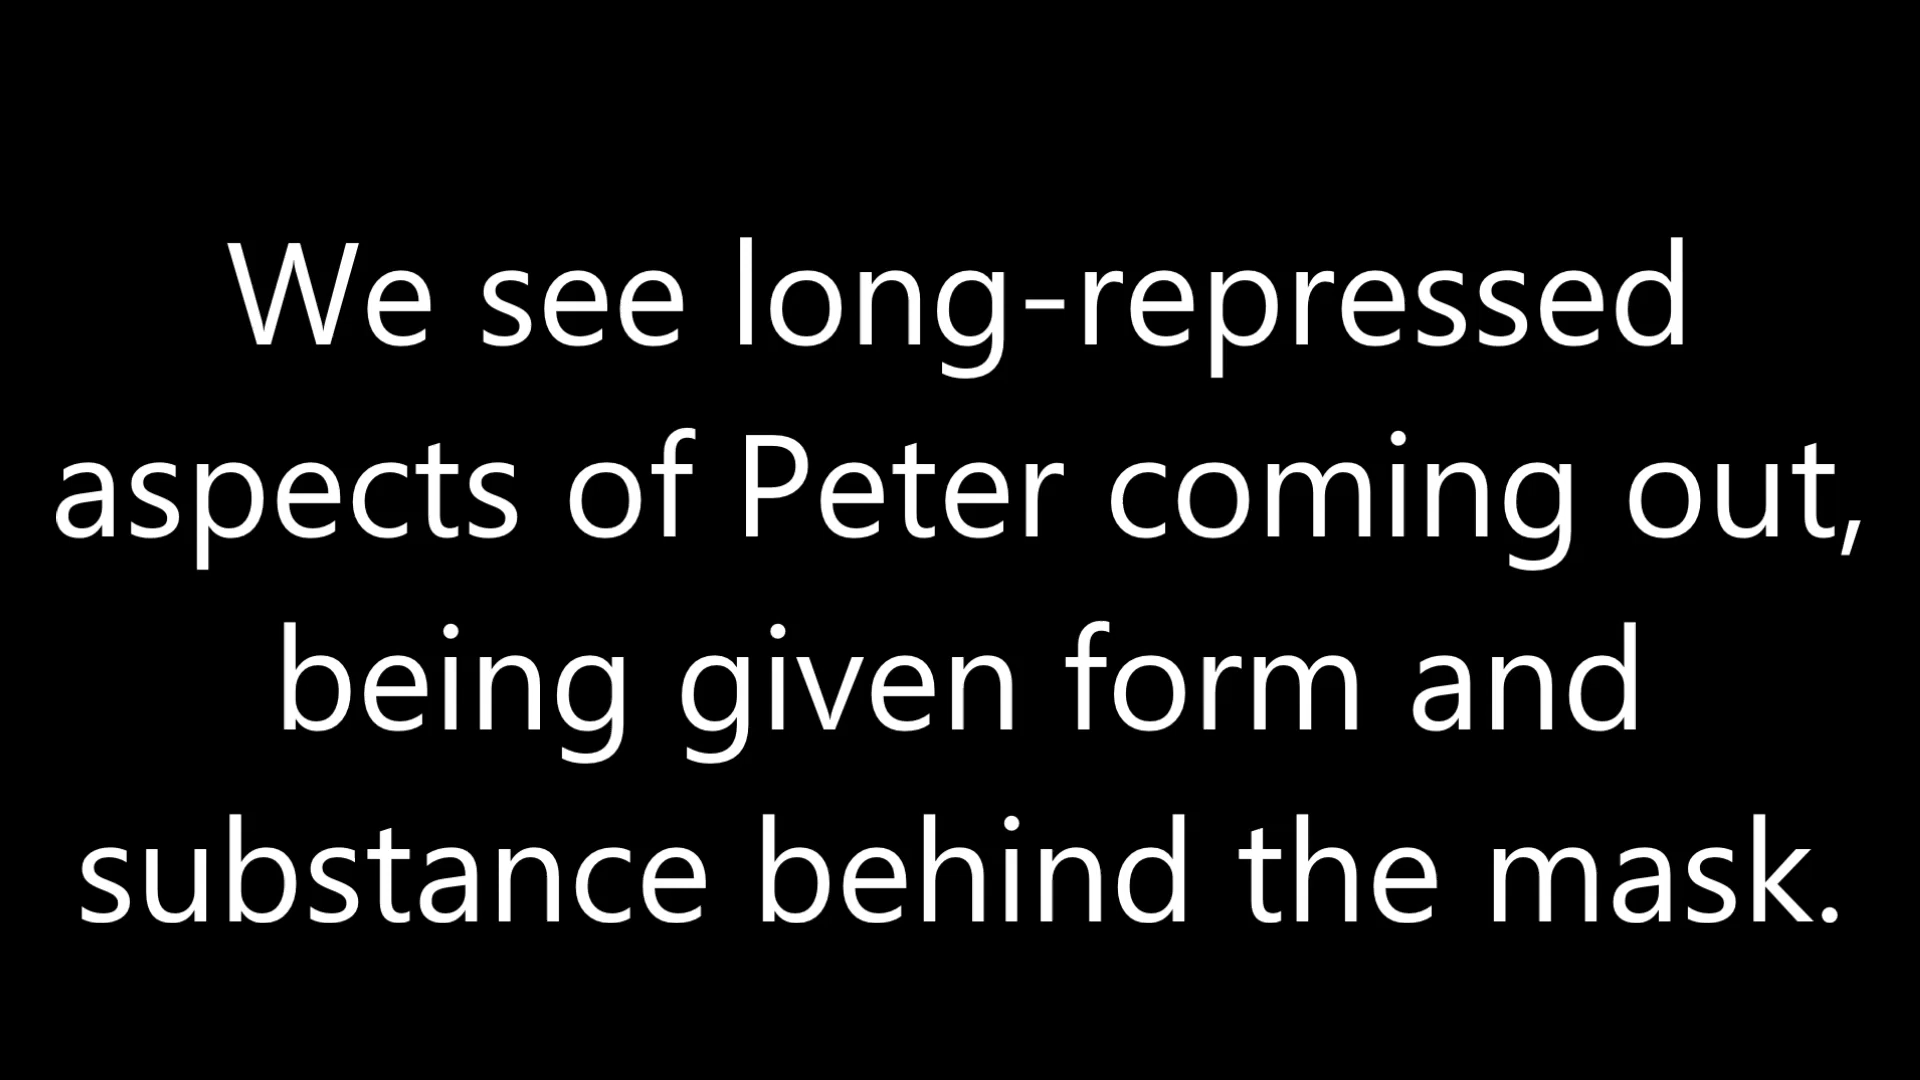 We see long-repressed
aspects of Peter coming out,
being given form and
substance behind the mask.